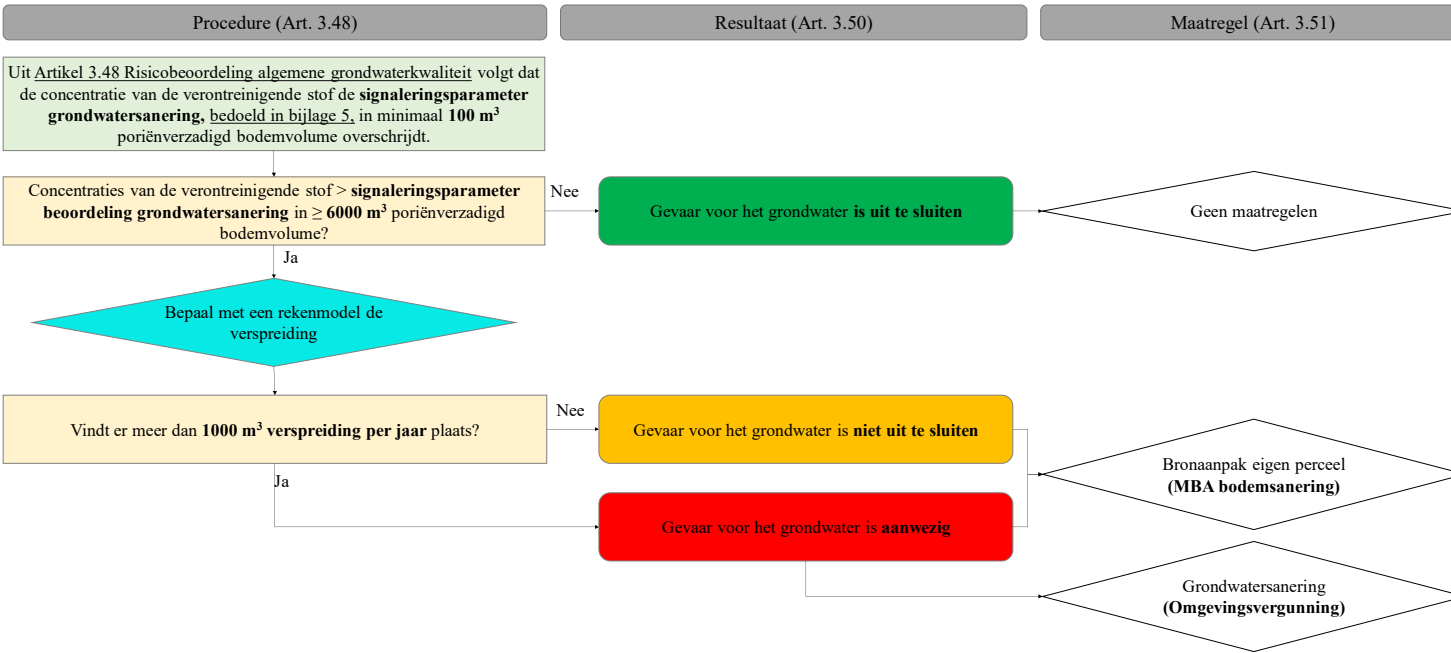 Procedure (Art. 3.48)
Resultaat (Art. 3.50)
Maatregel (Art. 3.51)
Uit Artikel 3.48 Risicobeoordeling algemene grondwaterkwaliteit volgt dat
de concentratie van de verontreinigende stof de signaleringsparameter
grondwatersanering, bedoeld in bijlage 5, in minimaal 100 m³
poriënverzadigd bodemvolume overschrijdt.
Concentraties van de verontreinigende stof > signaleringsparameter
beoordeling grondwatersanering in ≥ 6000 m³ poriënverzadigd
bodemvolume?
Nee
Gevaar voor het grondwater is uit te sluiten
Geen maatregelen
Ja
Bepaal met een rekenmodel de
verspreiding
Vindt er meer dan 1000 m³ verspreiding per jaar plaats?
Nee
Gevaar voor het grondwater is niet uit te sluiten
Bronaanpak eigen perceel
(MBA bodemsanering)
Ja
Gevaar voor het grondwater is aanwezig
Grondwatersanering
(Omgevingsvergunning)